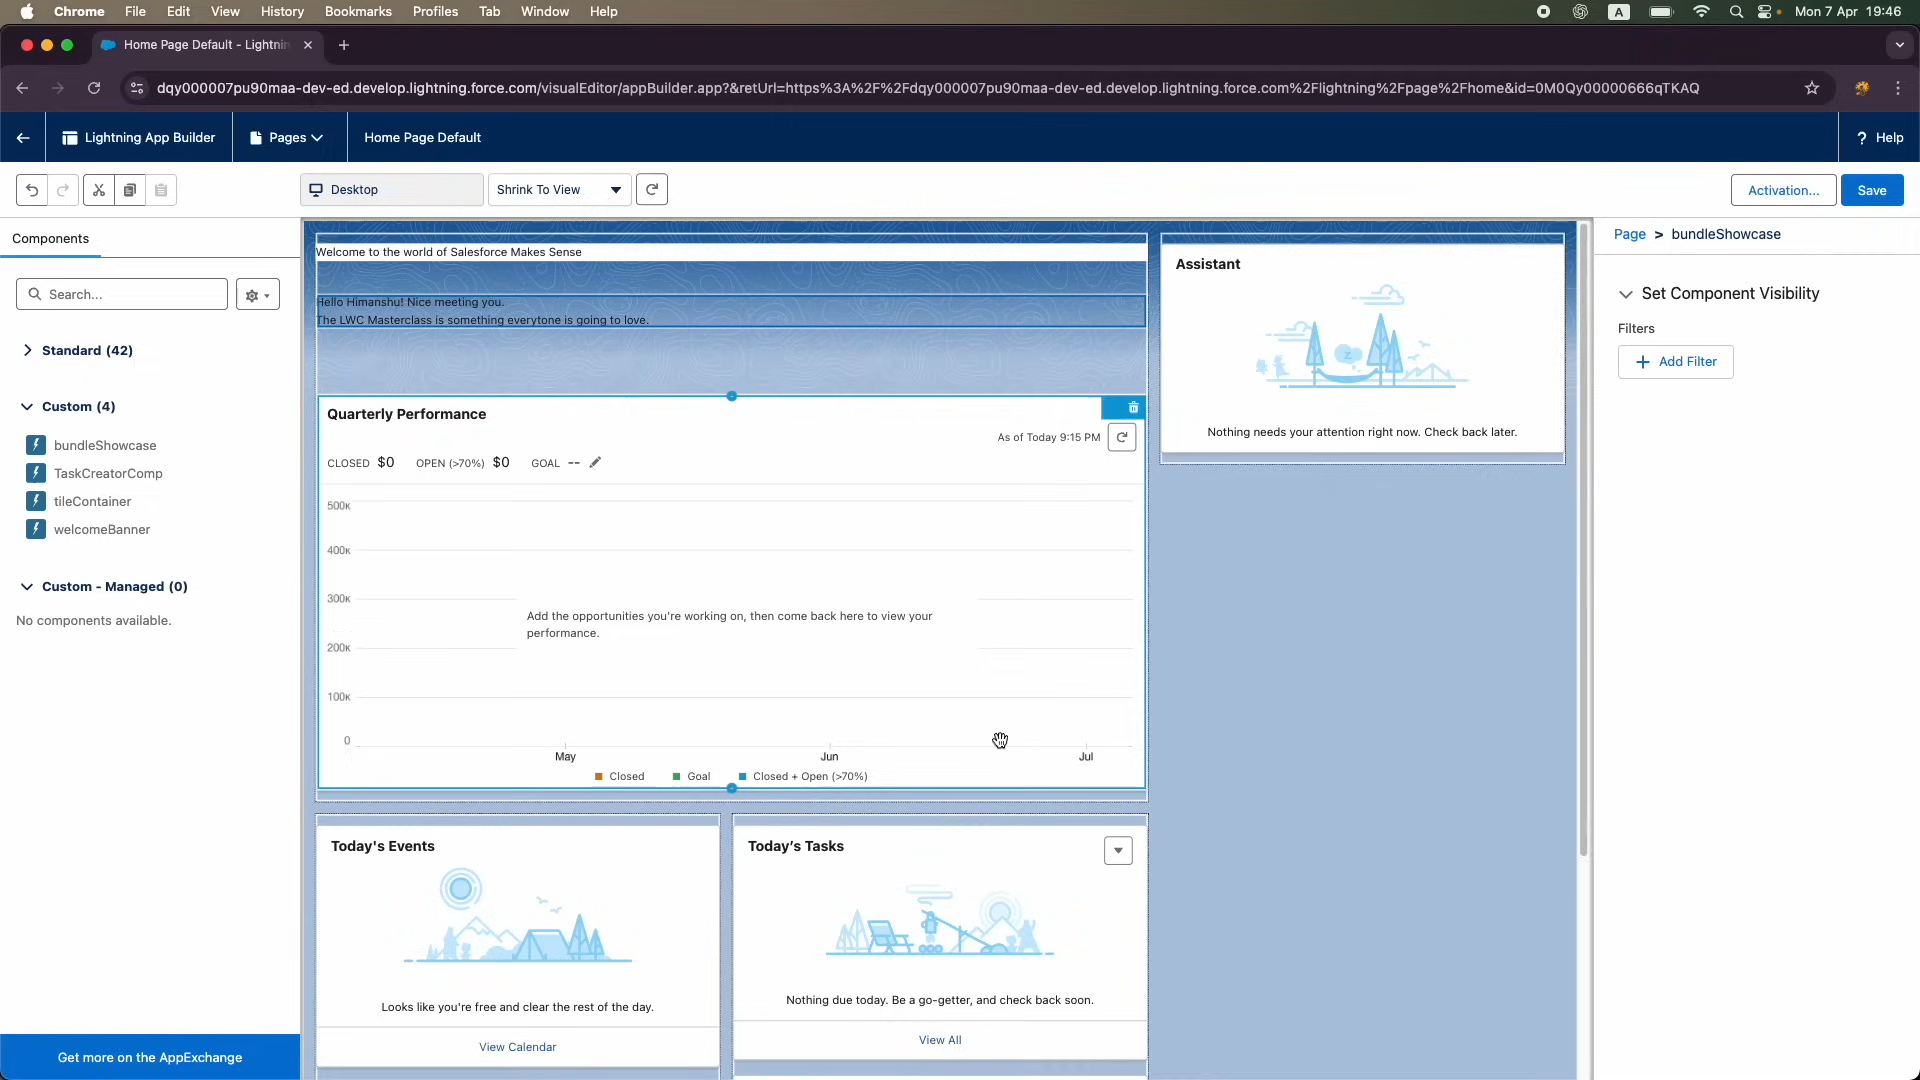 Chrome File Edit View History Bookmarks Profiles Tab Window Help A Mon 7 Apr 19:46
Home Page Default - Lightnin
dqy000007pu90maa-dev-ed.develop.lightning.force.com/visualEditor/appBuilder.app?&retUrl=https%3A%2F%2Fdqy000007pu90maa-dev-ed.develop.lightning.force.com%2Flightning%2Fpage%2Fhome&id=0M0Qy00000666qTKAQ
Lightning App Builder Pages Home Page Default ? Help
Desktop Shrink To View Activation... Save
Components
Search...
Standard (42)
Custom (4)
bundleShowcase
TaskCreatorComp
tileContainer
welcomeBanner
Custom - Managed (0)
No components available.
Get more on the AppExchange
Welcome to the world of Salesforce Makes Sense
Hello Himanshu! Nice meeting you.
The LWC Masterclass is something everytone is going to love.
Quarterly Performance
As of Today 9:15 PM
CLOSED $0 OPEN (>70%) $0 GOAL --
500K
400K
300K
200K
100K
0
Add the opportunities you're working on, then come back here to view your
performance.
May Jun Jul
Closed Goal Closed + Open (>70%)
Today's Events
Looks like you're free and clear the rest of the day.
View Calendar
Today's Tasks
Nothing due today. Be a go-getter, and check back soon.
View All
Assistant
z
Nothing needs your attention right now. Check back later.
Page > bundleShowcase
Set Component Visibility
Filters
+ Add Filter